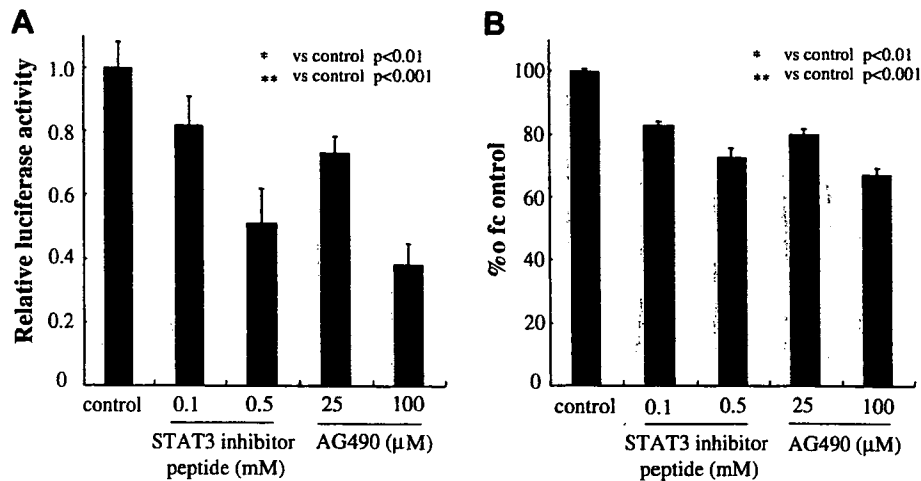 A
* vs control p<0.01
** vs control p<0.001
Relative luciferase activity
1.0
0.8
0.6
0.4
0.2
0
control
0.1
0.5
25
100
STAT3 inhibitor
peptide (mM)
AG490 (μM)
B
* vs control p<0.01
** vs control p<0.001
% o fc ontrol
100
80
60
40
20
0
control
0.1
0.5
25
100
STAT3 inhibitor
peptide (mM)
AG490 (μM)